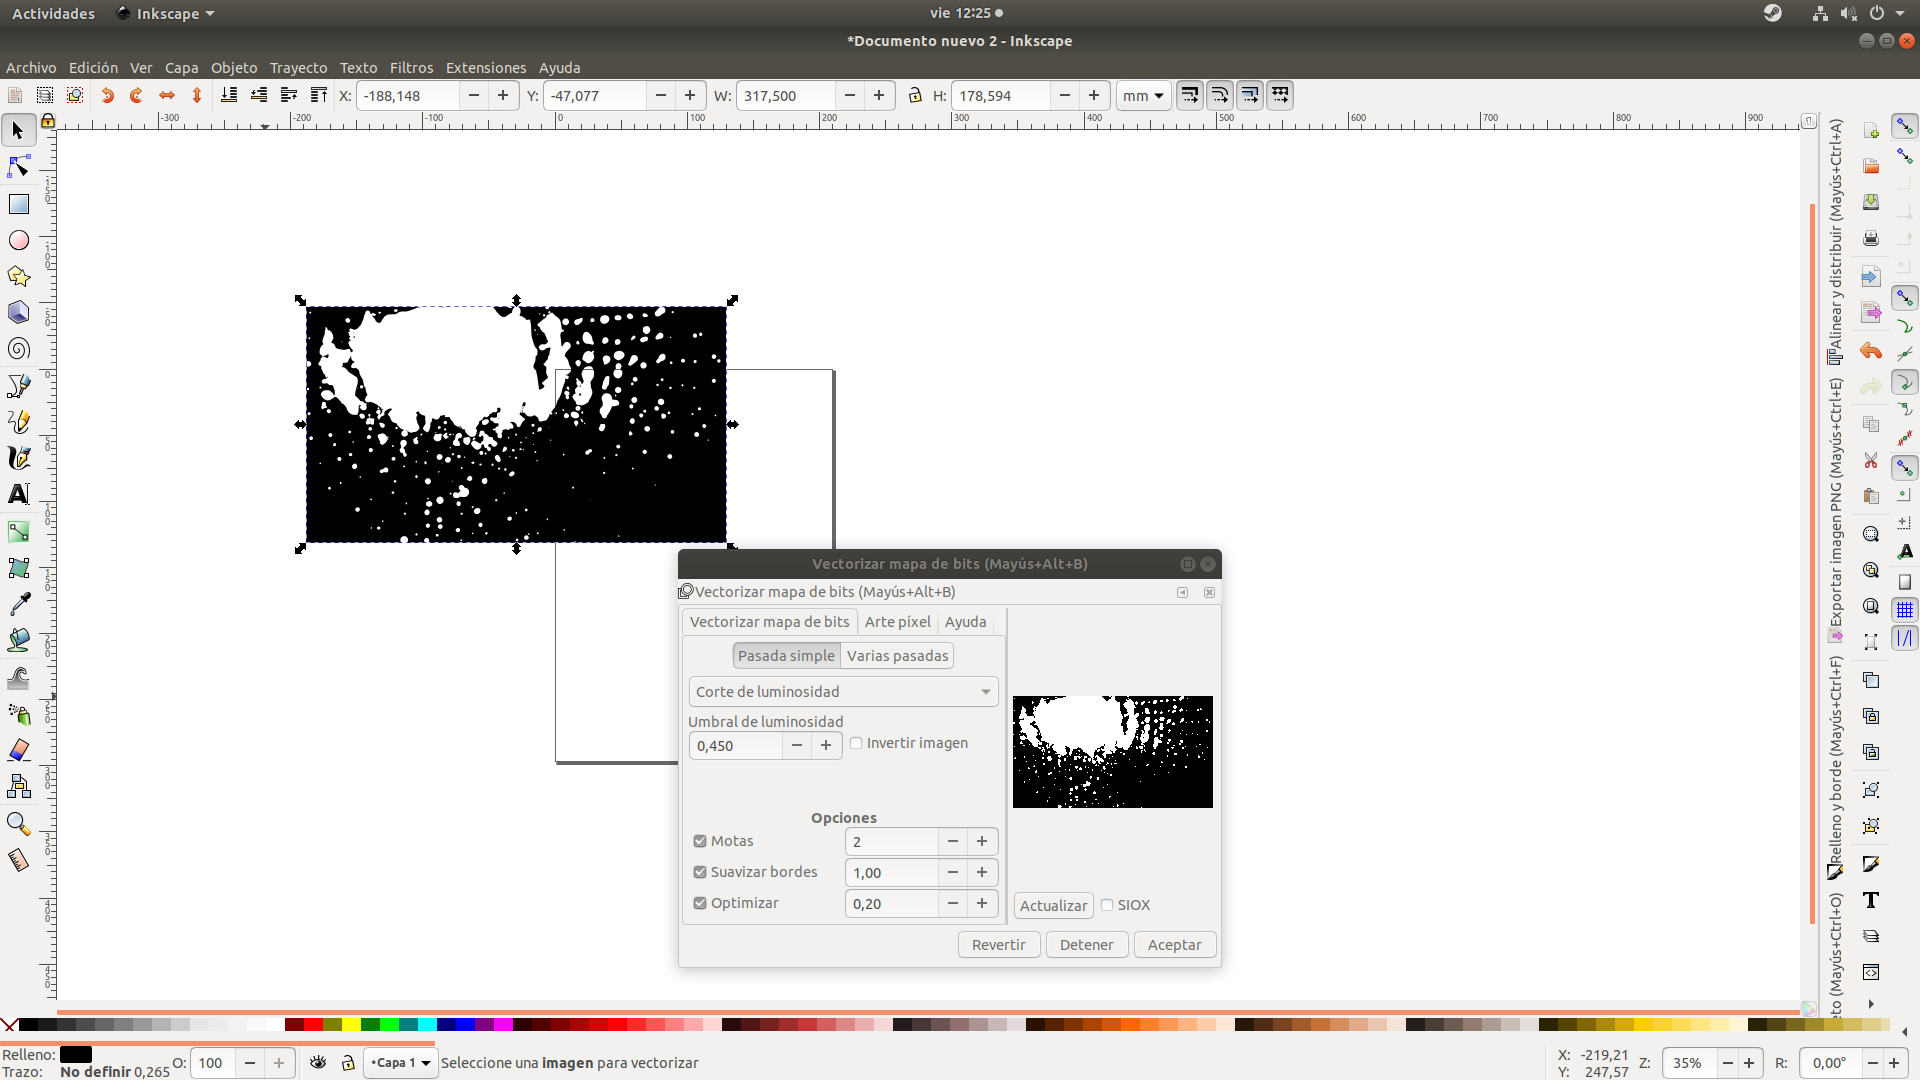 Actividades Inkscape vie 12:25
*Documento nuevo 2 - Inkscape
Archivo Edición Ver Capa Objeto Trayecto Texto Filtros Extensiones Ayuda
X: -188,148 Y: -47,077 W: 317,500 H: 178,594 mm
-300 -200 -100 0 100 200 300 400 500 600 700 800 900
Alinear y distribuir (Mayús+Ctrl+A)
Exportar imagen PNG (Mayús+Ctrl+E)
Relleno y borde (Mayús+Ctrl+F)
eto (Mayús+Ctrl+O)
Vectorizar mapa de bits (Mayús+Alt+B)
Vectorizar mapa de bits (Mayús+Alt+B)
Vectorizar mapa de bits Arte píxel Ayuda
Pasada simple Varias pasadas
Corte de luminosidad
Umbral de luminosidad
0,450 Invertir imagen
Opciones
Motas 2
Suavizar bordes 1,00
Optimizar 0,20
Actualizar SIOX
Revertir Detener Aceptar
Relleno:
Trazo: No definir 0,265
O: 100
•Capa 1
Seleccione una imagen para vectorizar
X: -219,21
Y: 247,57
Z: 35%
R: 0,00°